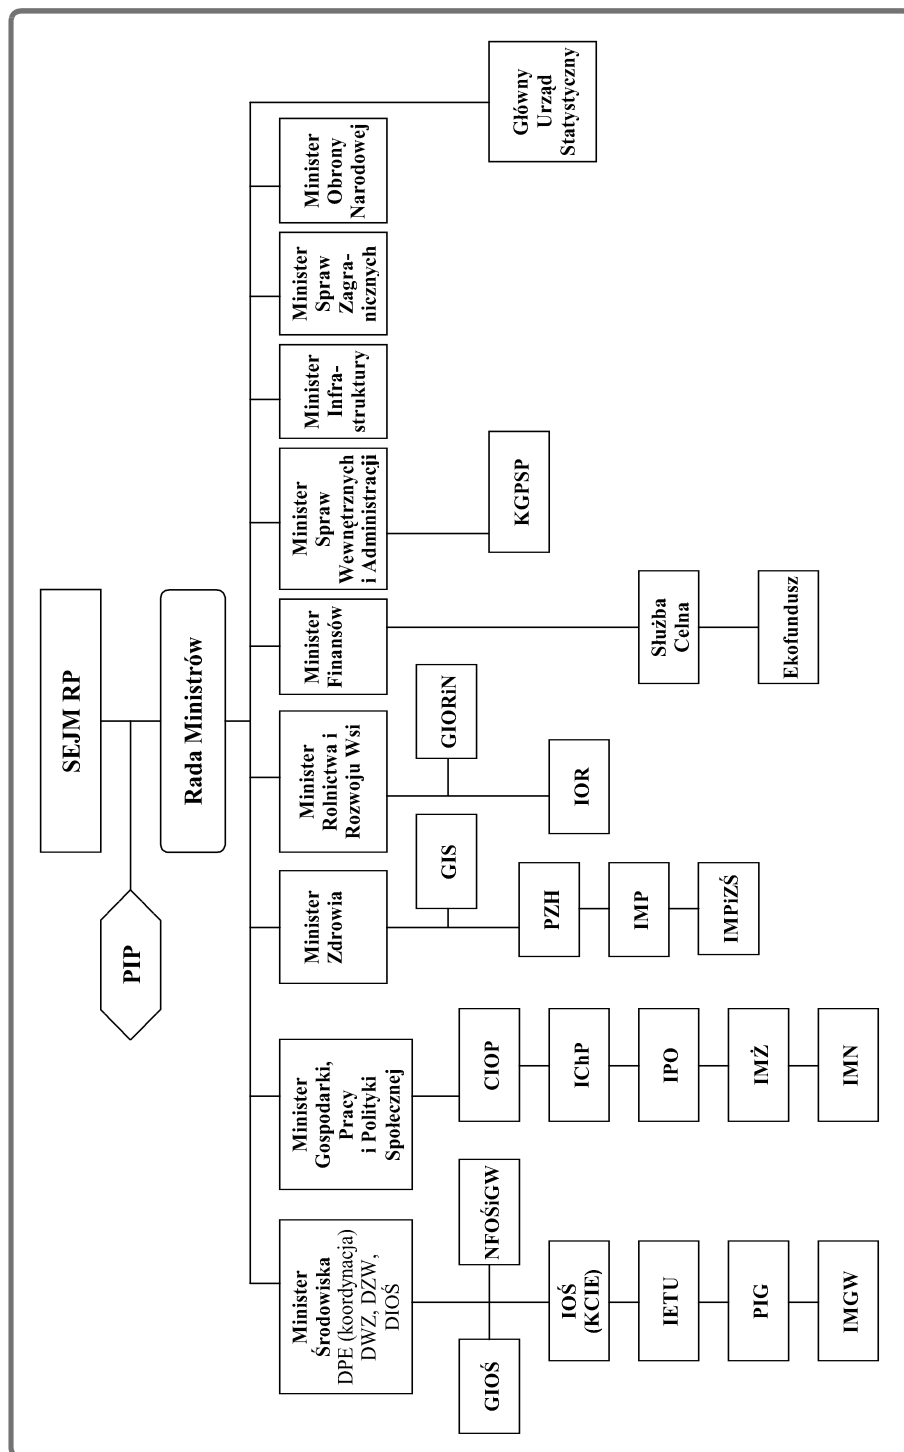 SEJM RP
PIP
Rada Ministrów
Minister
Środowiska
DPE (koordynacja)
DWZ, DZW,
DIOŚ
Minister
Gospodarki,
Pracy
i Polityki
Społecznej
Minister
Zdrowia
Minister
Rolnictwa i
Rozwoju Wsi
Minister
Finansów
Minister
Spraw
Wewnętrznych
i Administracji
Minister
Infra-
struktury
Minister
Spraw
Zagra-
nicznych
Minister
Obrony
Narodowej
Główny
Urząd
Statystyczny
GIOŚ
NFOŚiGW
IOŚ
(KCIE)
IETU
PIG
IMGW
CIOP
IChP
IPO
IMŻ
IMN
GIS
PZH
IMP
IMPiZŚ
GIORiN
IOR
Służba
Celna
Ekofundusz
KGPSP